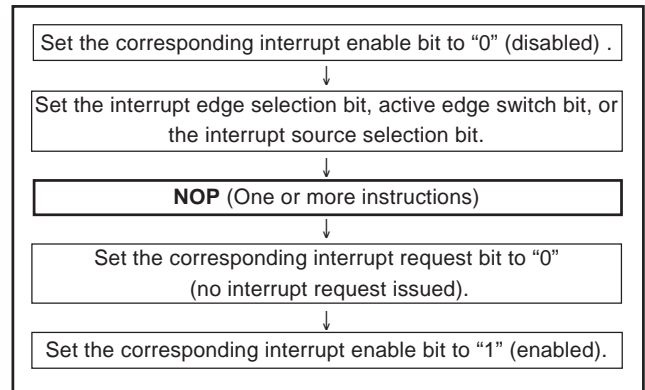 Set the corresponding interrupt enable bit to “0” (disabled) .
↓
Set the interrupt edge selection bit, active edge switch bit, or
the interrupt source selection bit.
↓
NOP (One or more instructions)
↓
Set the corresponding interrupt request bit to “0”
(no interrupt request issued).
↓
Set the corresponding interrupt enable bit to “1” (enabled).